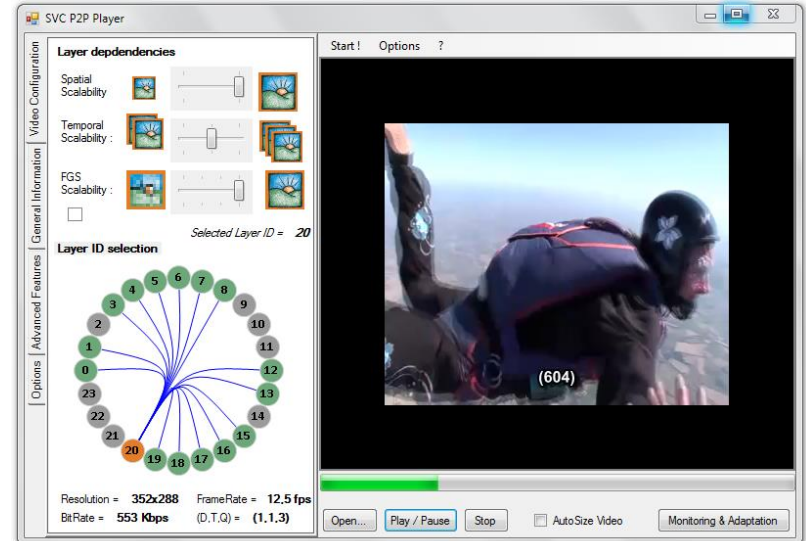 SVC P2P Player
Video Configuration
General Information
Advanced Features
Options
Layer depdendencies
Spatial
Scalability
Temporal
Scalability :
FGS
Scalability :
Selected Layer ID = 20
Layer ID selection
0
1
2
3
4
5
6
7
8
9
10
11
12
13
14
15
16
17
18
19
20
21
22
23
Resolution = 352x288 FrameRate = 12,5 fps
BitRate = 553 Kbps (D,T,Q) = (1,1,3)
Start! Options ?
(604)
Open... Play / Pause Stop AutoSize Video Monitoring & Adaptation